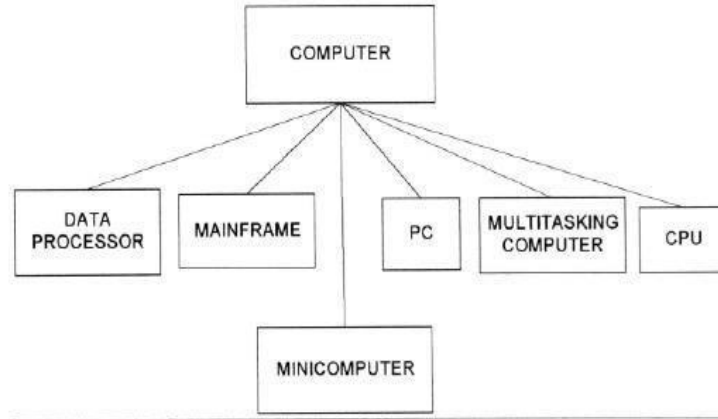 COMPUTER
DATA
PROCESSOR
MAINFRAME
PC
MULTITASKING
COMPUTER
CPU
MINICOMPUTER